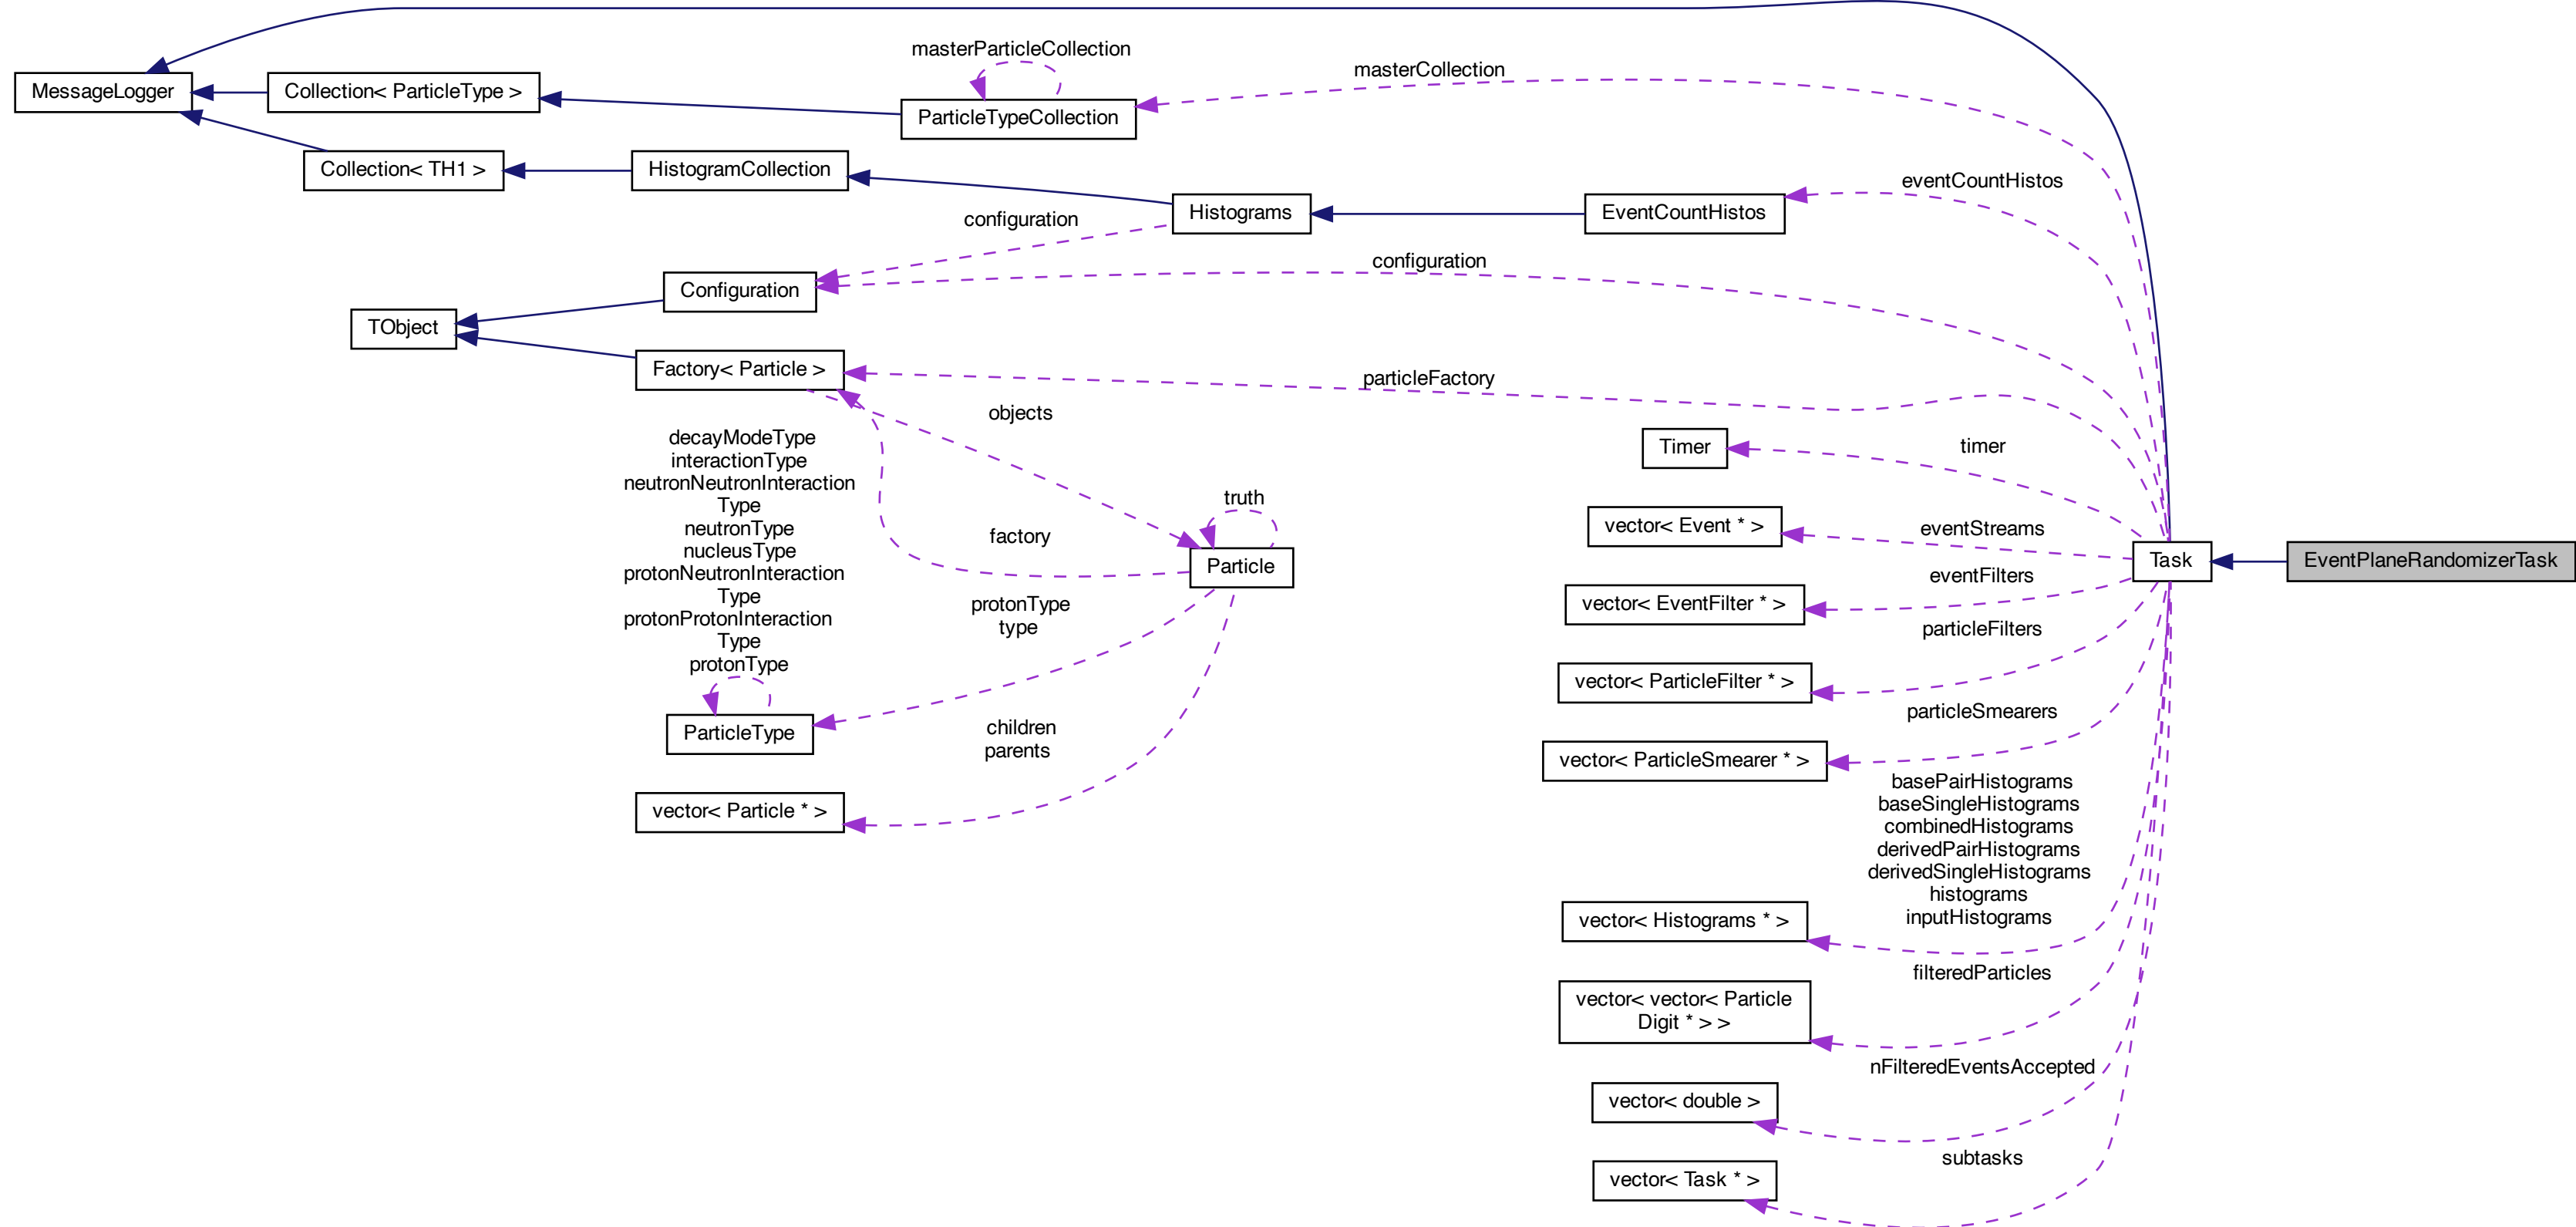 masterParticleCollection
masterCollection
MessageLogger
Collection< ParticleType >
ParticleTypeCollection
Collection< TH1 >
HistogramCollection
eventCountHistos
Histograms
EventCountHistos
configuration
configuration
Configuration
TObject
Factory< Particle >
particleFactory
objects
decayModeType
interactionType
neutronNeutronInteraction
Type
neutronType
nucleusType
protonNeutronInteraction
Type
protonProtonInteraction
Type
protonType
Timer
timer
truth
vector< Event * >
eventStreams
factory
Particle
Task
EventPlaneRandomizerTask
eventFilters
vector< EventFilter * >
protonType
type
particleFilters
vector< ParticleFilter * >
particleSmearers
ParticleType
children
parents
vector< ParticleSmearer * >
basePairHistograms
baseSingleHistograms
combinedHistograms
derivedPairHistograms
derivedSingleHistograms
histograms
inputHistograms
vector< Particle * >
vector< Histograms * >
filteredParticles
vector< vector< Particle
Digit * > >
nFilteredEventsAccepted
vector< double >
subtasks
vector< Task * >